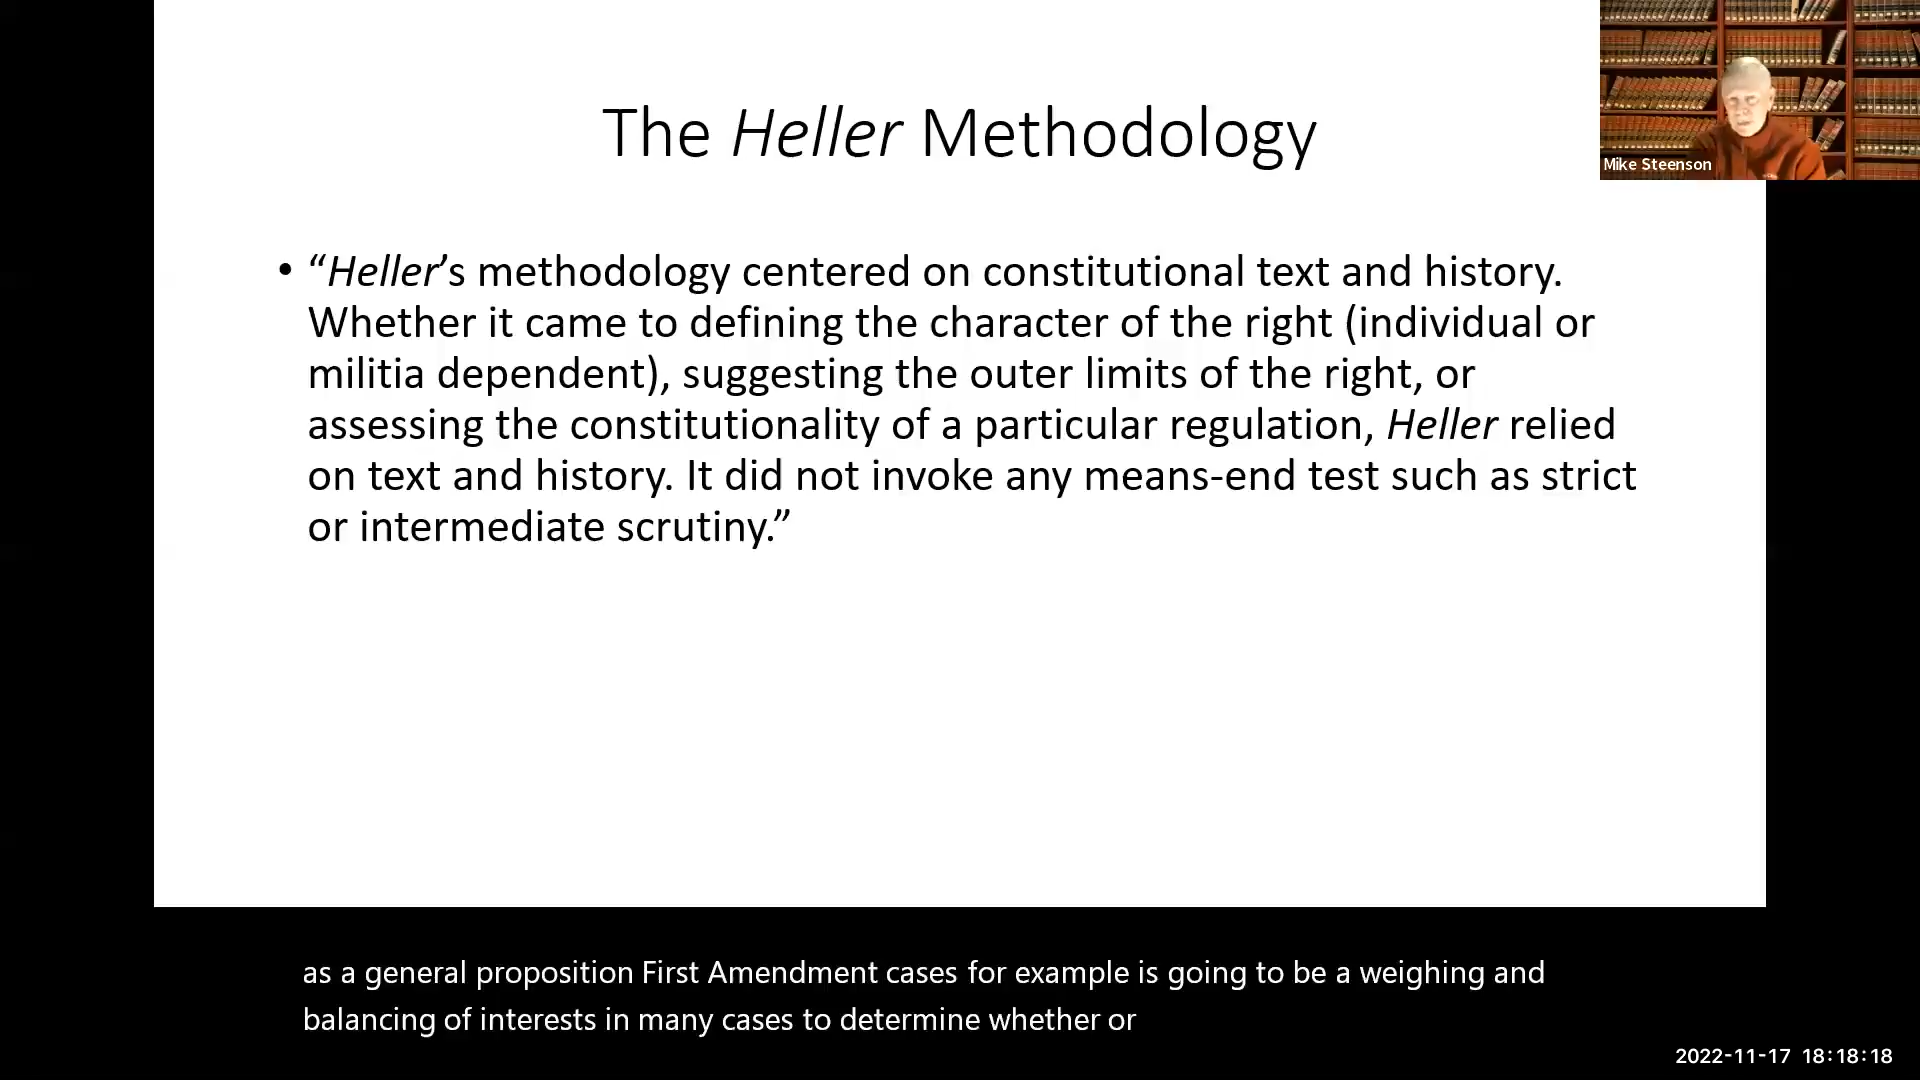 The Heller Methodology
Mike Steenson
• “Heller’s methodology centered on constitutional text and history.
Whether it came to defining the character of the right (individual or
militia dependent), suggesting the outer limits of the right, or
assessing the constitutionality of a particular regulation, Heller relied
on text and history. It did not invoke any means-end test such as strict
or intermediate scrutiny.”
as a general proposition First Amendment cases for example is going to be a weighing and
balancing of interests in many cases to determine whether or
2022-11-17 18:18:18